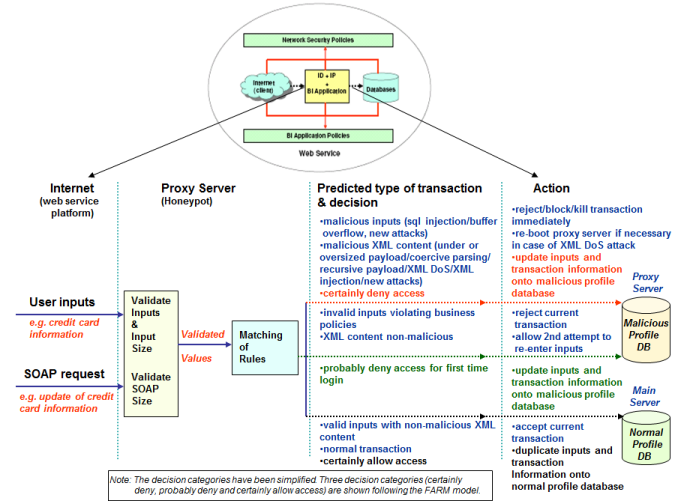 Network Security Policies
Internet
(client)
ID + IP
+
BI Application
Databases
BI Application Policies
Web Service
Internet
(web service
platform)
Proxy Server
(Honeypot)
Predicted type of transaction
& decision
Action
•malicious inputs (sql injection/buffer
overflow, new attacks)
•malicious XML content (under or
oversized payload/coercive parsing/
recursive payload/XML DoS/XML
injection/new attacks)
•certainly deny access
•reject/block/kill transaction
immediately
•re-boot proxy server if necessary
in case of XML DoS attack
•update inputs and
transaction information
onto malicious profile
database
Proxy
Server
User inputs
e.g. credit card
information
SOAP request
e.g. update of credit
card information
Validate
Inputs
&
Input
Size
Validate
SOAP
Size
Validated
Values
Matching
of
Rules
•invalid inputs violating business
policies
•XML content non-malicious
•probably deny access for first time
login
•reject current
transaction
•allow 2nd attempt to
re-enter inputs
•update inputs and
transaction information
onto malicious profile
database
Malicious
Profile
DB
Main
Server
•valid inputs with non-malicious XML
content
•normal transaction
•certainly allow access
•accept current
transaction
•duplicate inputs and
transaction
Information onto
normal profile database
Normal
Profile
DB
Note: The decision categories have been simplified. Three decision categories (certainly
deny, probably deny and certainly allow access) are shown following the FARM model.